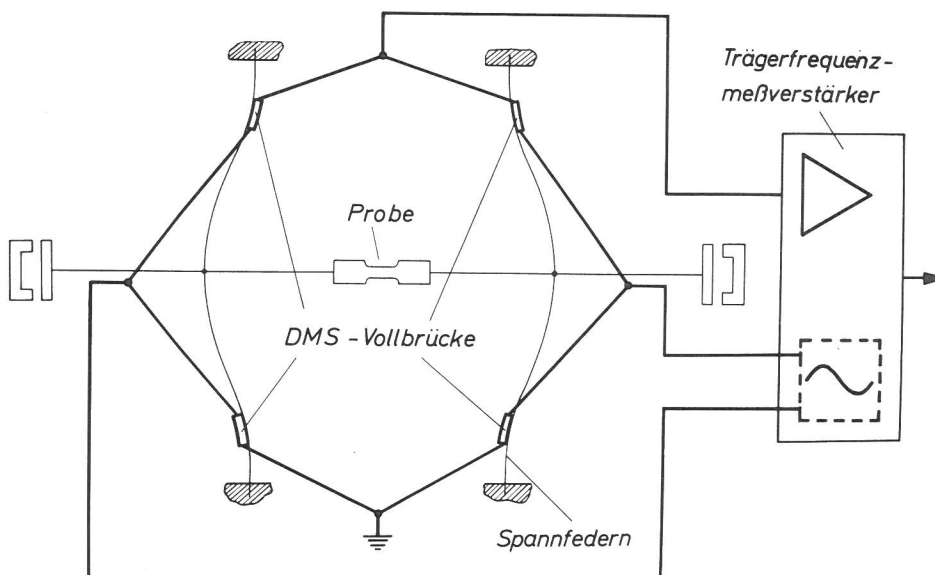 Trägerfrequenz-
meßverstärker
Probe
DMS - Vollbrücke
Spannfedern